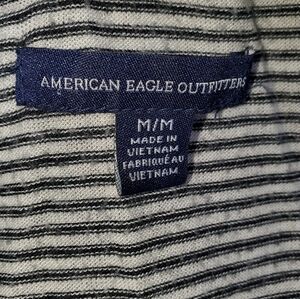 AMERICAN EAGLE OUTFITTERS
M/M
MADE IN
VIETNAM
FABRIQUÉ AU
VIETNAM